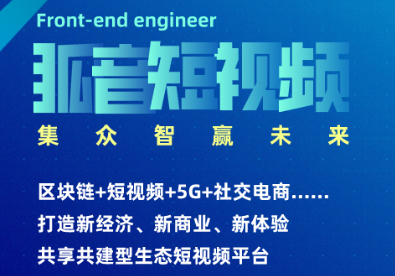 Front-end engineer
狐音短视频
集众智赢未来
区块链+短视频+5G+社交电商......
打造新经济、新商业、新体验
共享共建型生态短视频平台